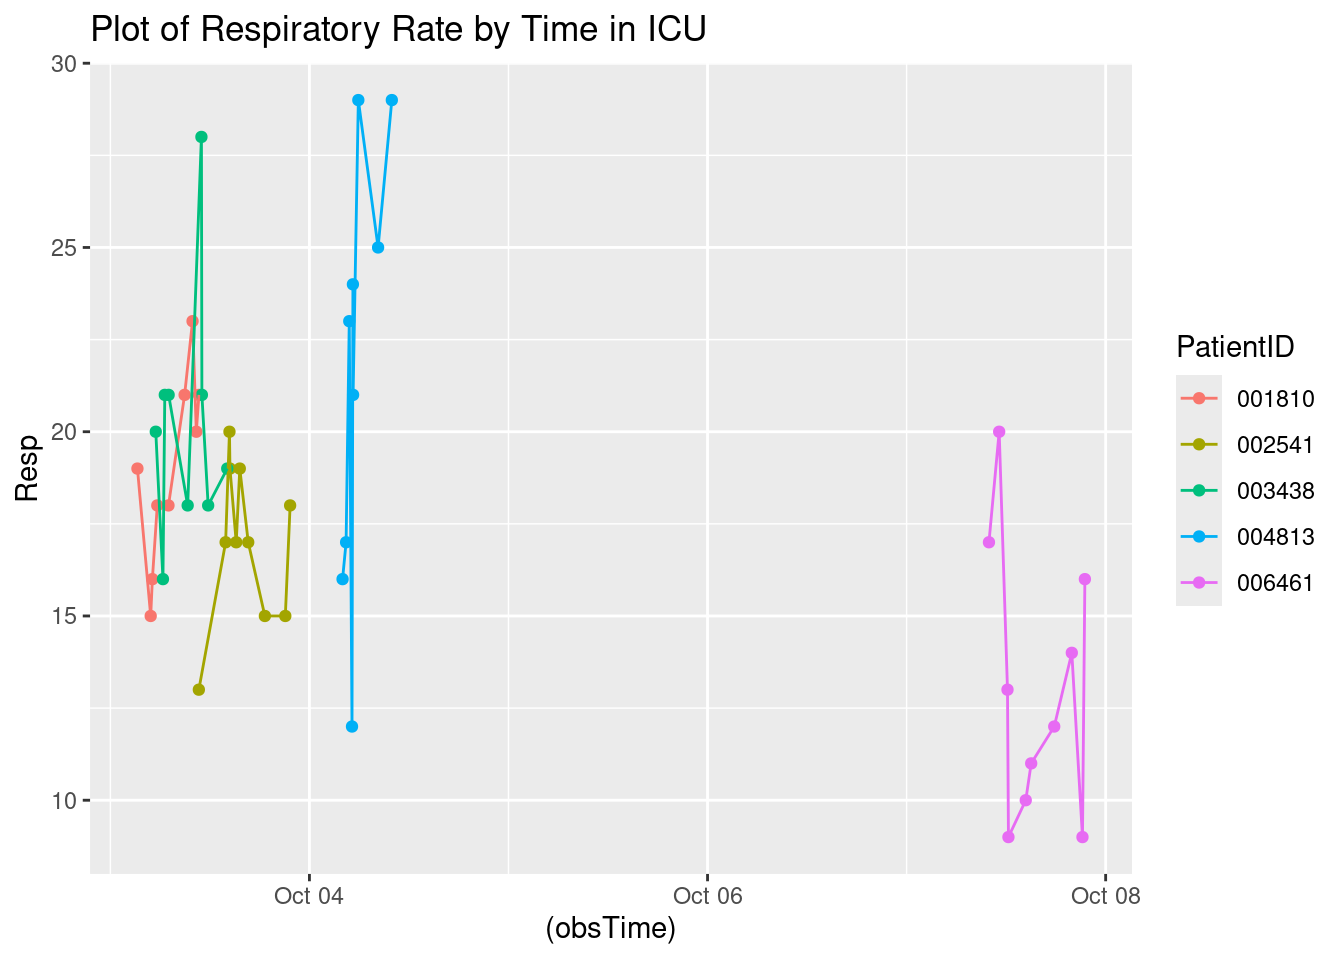 Plot of Respiratory Rate by Time in ICU
30
25
20
15
10
Resp
Oct 04
Oct 06
Oct 08
(obsTime)
PatientID
001810
002541
003438
004813
006461